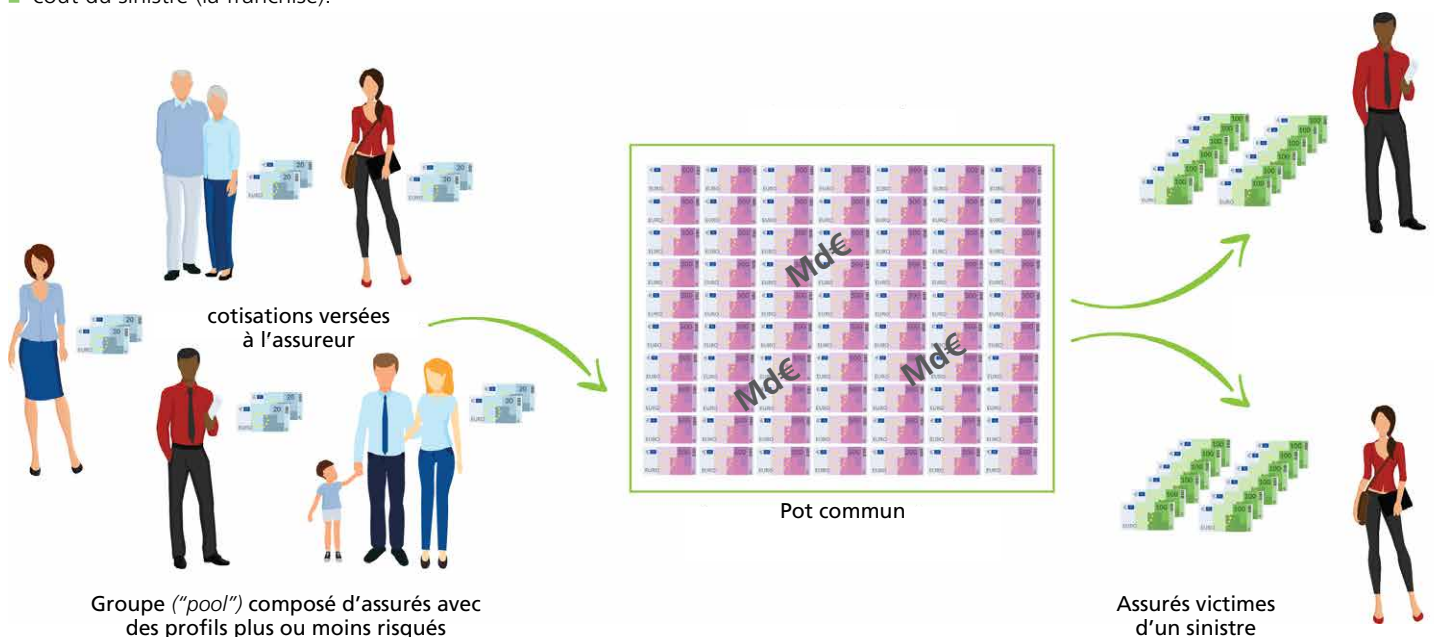 coût du sinistre (la franchise).
cotisations versées
à l'assureur
Md€
Md€
Md€
Pot commun
Groupe ("pool") composé d'assurés avec
des profils plus ou moins risqués
Assurés victimes
d'un sinistre